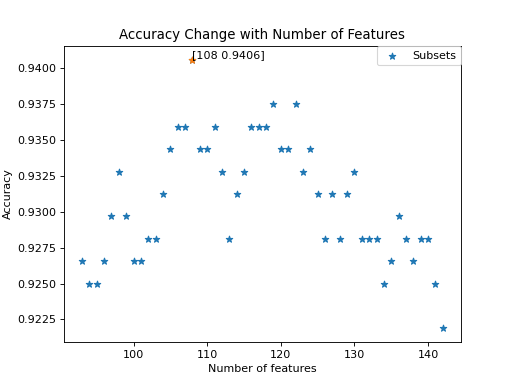 Accuracy Change with Number of Features
[108 0.9406]
Subsets
0.9400
0.9375
0.9350
0.9325
0.9300
0.9275
0.9250
0.9225
Accuracy
100 110 120 130 140
Number of features